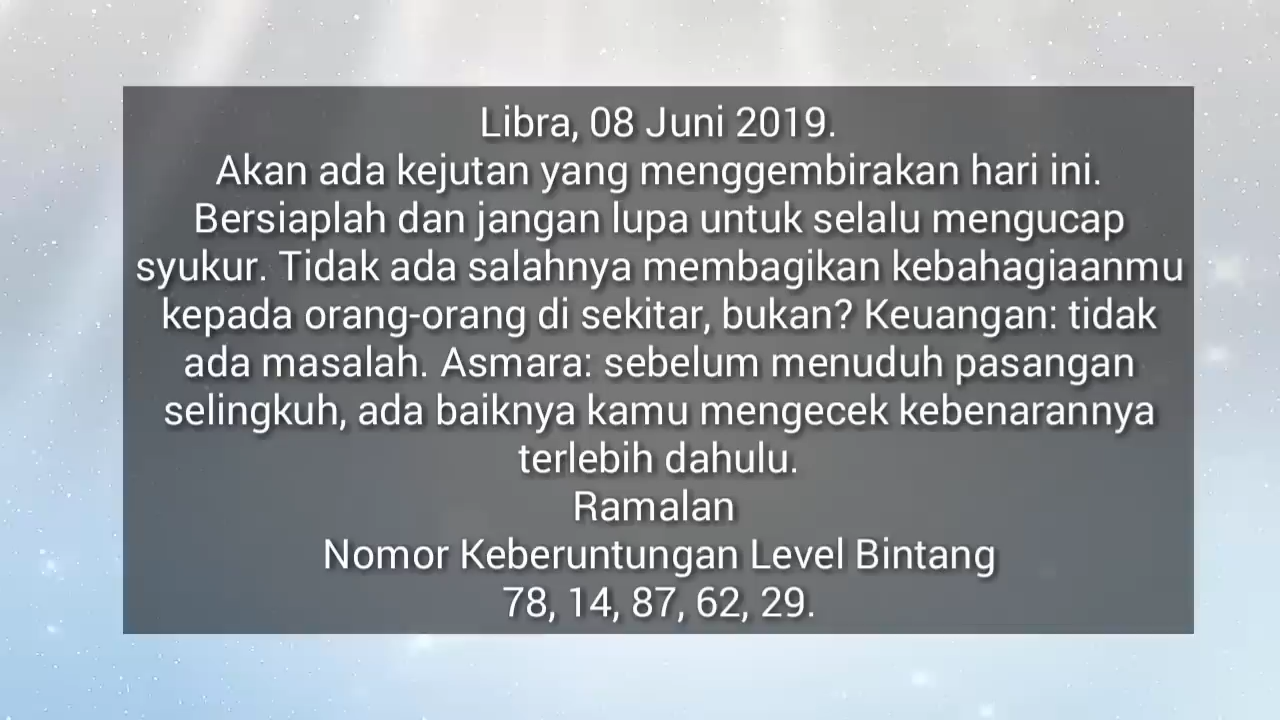 Libra, 08 Juni 2019.
Akan ada kejutan yang menggembirakan hari ini.
Bersiaplah dan jangan lupa untuk selalu mengucap
syukur. Tidak ada salahnya membagikan kebahagiaanmu
kepada orang-orang di sekitar, bukan? Keuangan: tidak
ada masalah. Asmara: sebelum menuduh pasangan
selingkuh, ada baiknya kamu mengecek kebenarannya
terlebih dahulu.
Ramalan
Nomor Keberuntungan Level Bintang
78, 14, 87, 62, 29.